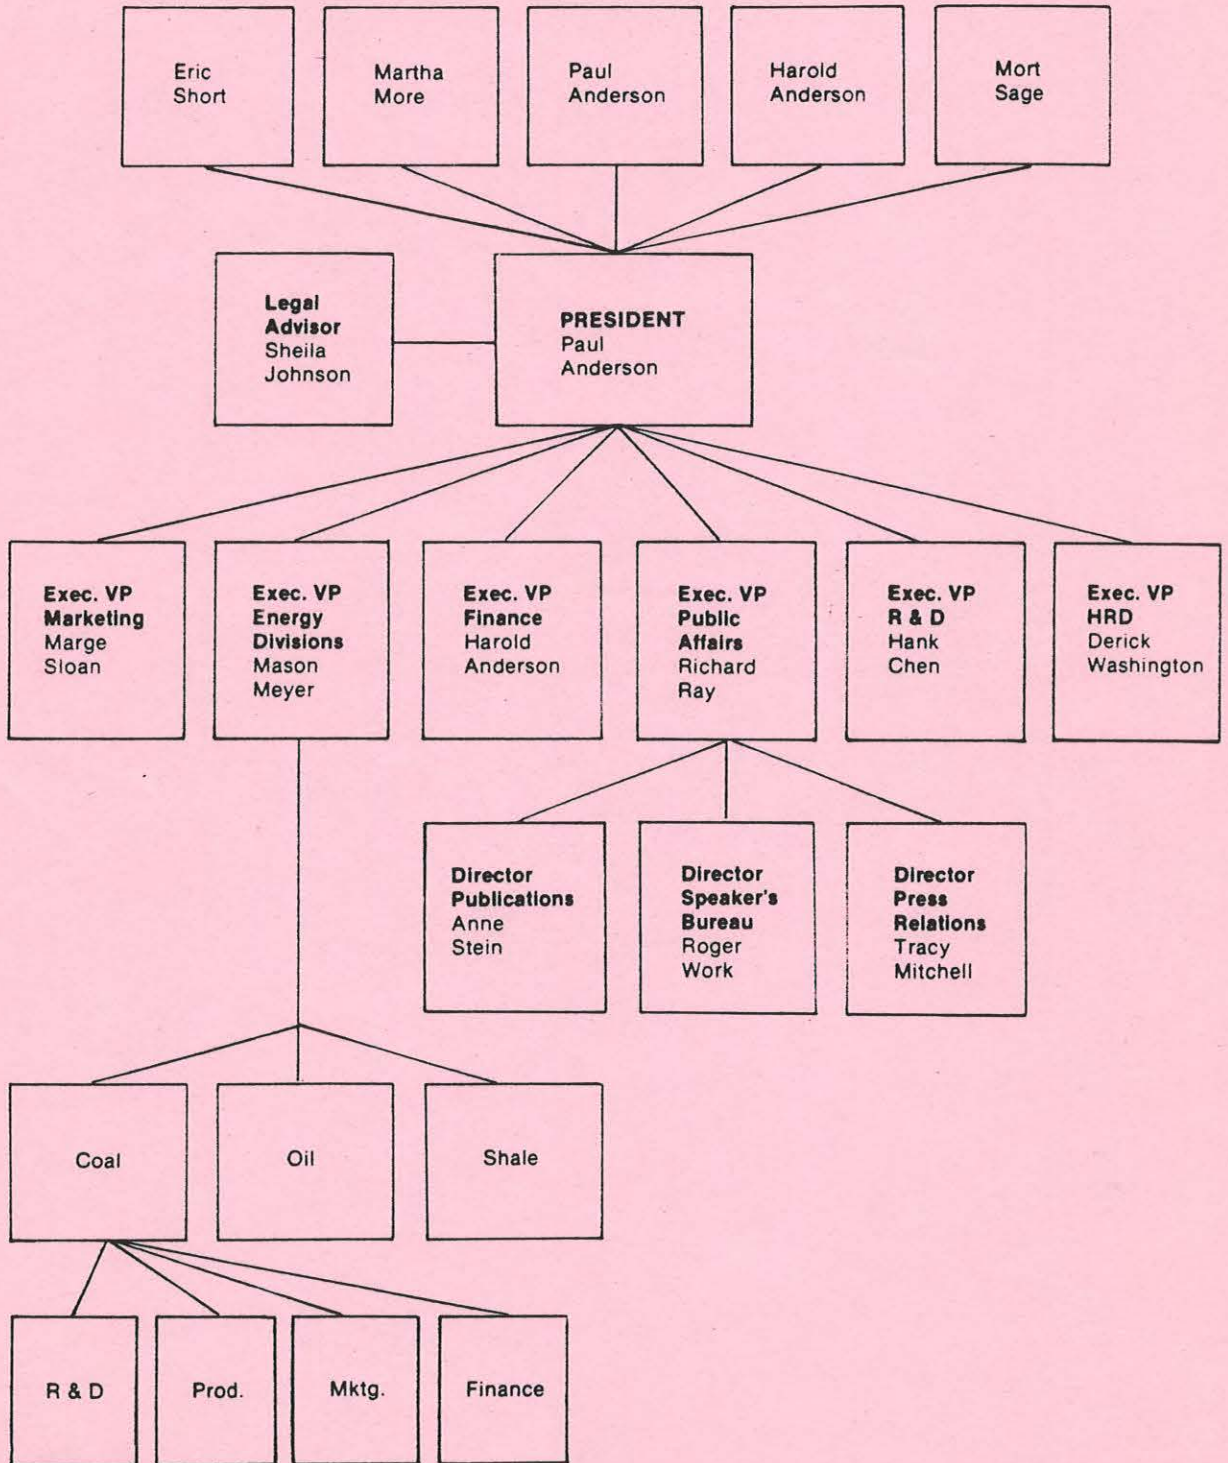 Eric
Short
Martha
More
Paul
Anderson
Harold
Anderson
Mort
Sage
Legal
Advisor
Sheila
Johnson
PRESIDENT
Paul
Anderson
Exec. VP
Marketing
Marge
Sloan
Exec. VP
Energy
Divisions
Mason
Meyer
Exec. VP
Finance
Harold
Anderson
Exec. VP
Public
Affairs
Richard
Ray
Exec. VP
R & D
Hank
Chen
Exec. VP
HRD
Derick
Washington
Director
Publications
Anne
Stein
Director
Speaker's
Bureau
Roger
Work
Director
Press
Relations
Tracy
Mitchell
Coal
Oil
Shale
R & D
Prod.
Mktg.
Finance